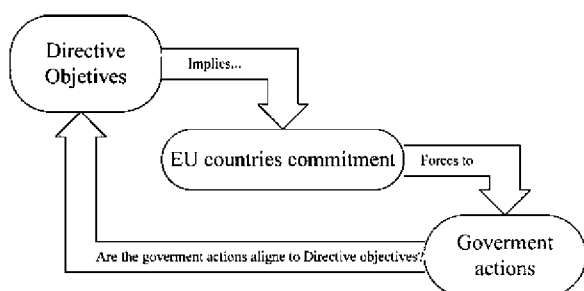 Directive
Objetives
Implies...
EU countries commitment
Forces to
Goverment
actions
Are the goverment actions aligne to Directive objectives?